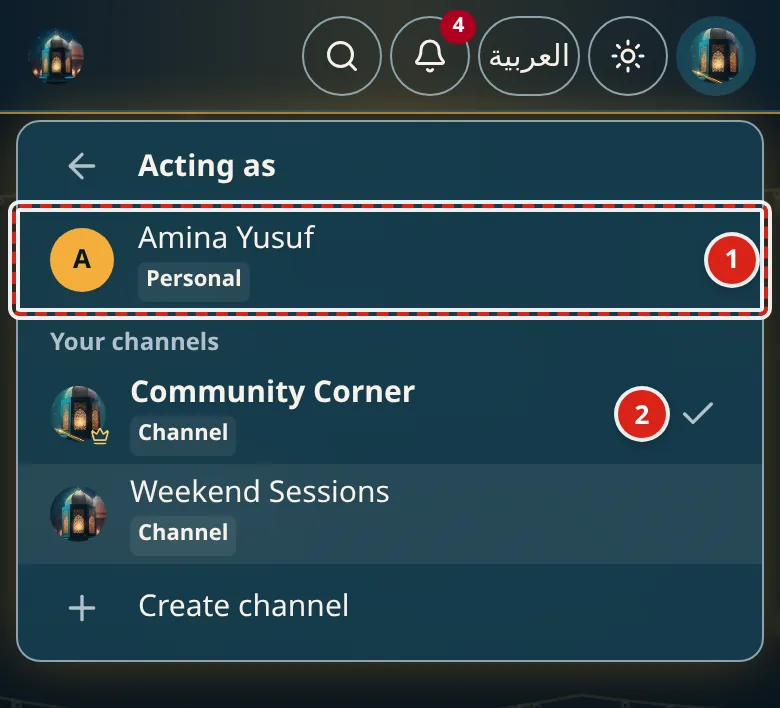 4
العربية
Acting as
A
Amina Yusuf
Personal
1
Your channels
Community Corner
Channel
2
Weekend Sessions
Channel
Create channel